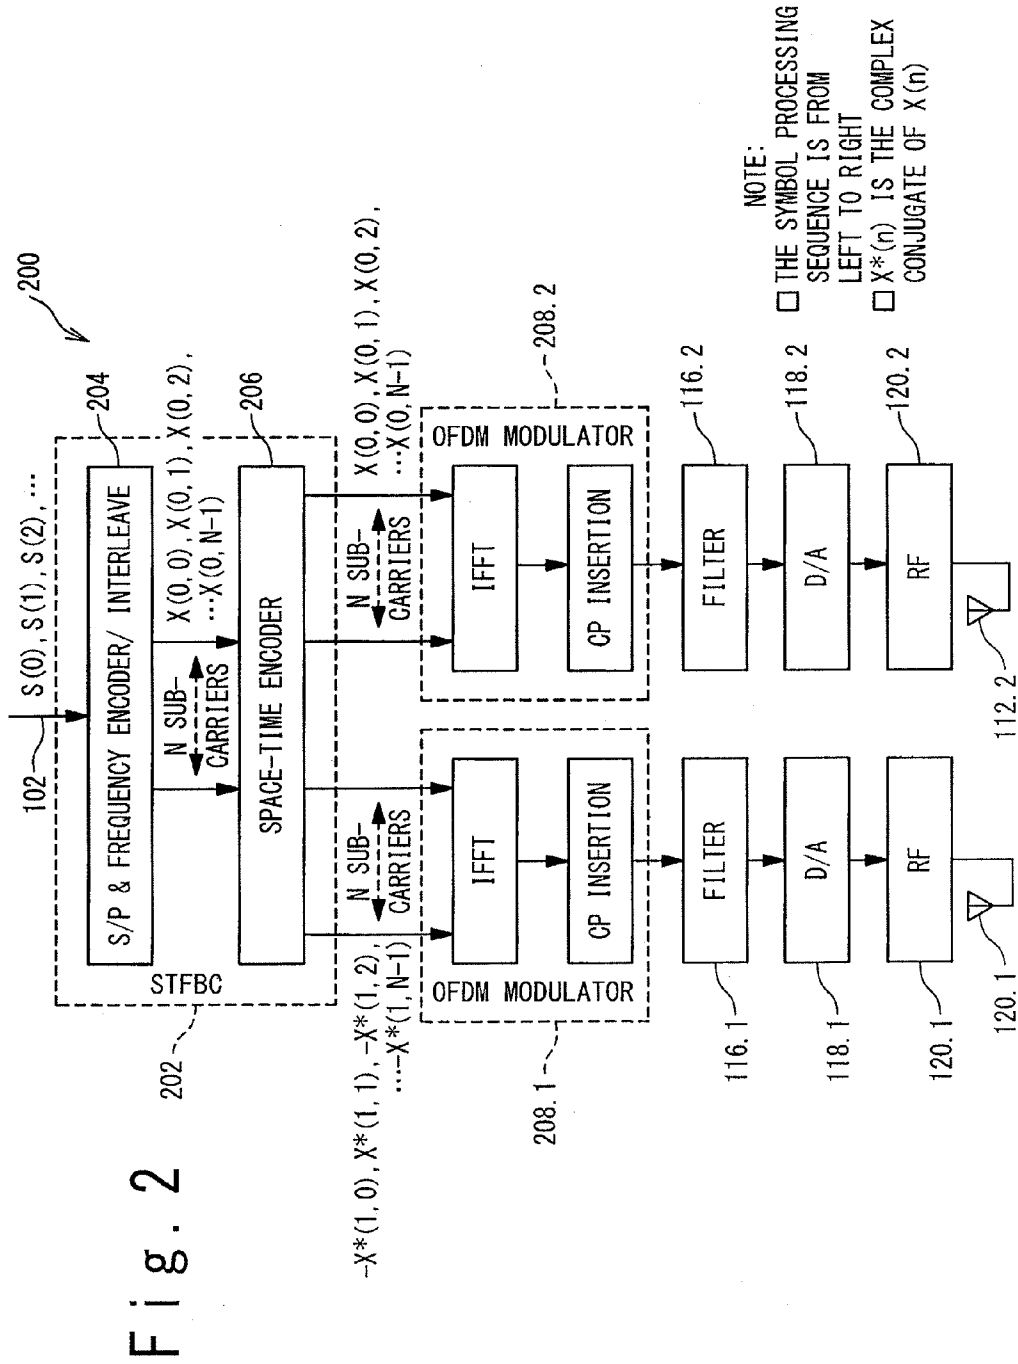 Fig. 2
200
102
S(0), S(1), S(2), ...
204
S/P & FREQUENCY ENCODER/ INTERLEAVE
STFBC
202
N SUB-
CARRIERS
X(0,0), X(0,1), X(0,2),
...X(0,N-1)
206
SPACE-TIME ENCODER
-X*(1,0), X*(1,1), -X*(1,2),
...-X*(1,N-1)
N SUB-
CARRIERS
N SUB-
CARRIERS
X(0,0), X(0,1), X(0,2),
...X(0,N-1)
208.1
OFDM MODULATOR
IFFT
CP INSERTION
208.2
OFDM MODULATOR
IFFT
CP INSERTION
116.1
FILTER
FILTER
116.2
118.1
D/A
D/A
118.2
120.1
RF
RF
120.2
120.1
112.2
NOTE:
□ THE SYMBOL PROCESSING
SEQUENCE IS FROM
LEFT TO RIGHT
□ X*(n) IS THE COMPLEX
CONJUGATE OF X(n)